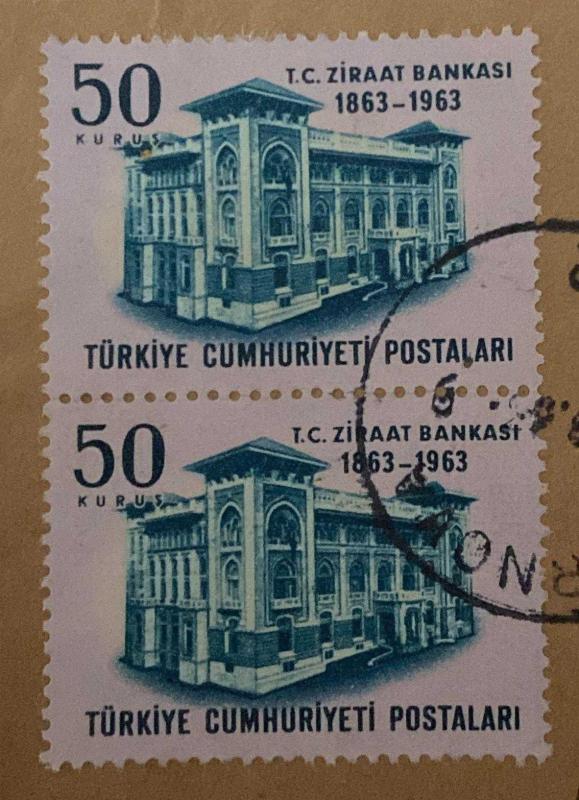 50
KURUŞ
T.C. ZİRAAT BANKASI
1863-1963
TÜRKİYE CUMHURİYETİ POSTALARI
50
KURUŞ
T.C. ZİRAAT BANKASI
1863-1963
TÜRKİYE CUMHURİYETİ POSTALARI